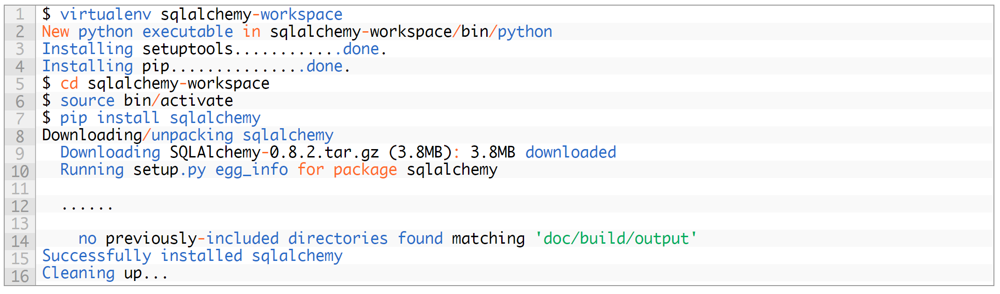 1 $ virtualenv sqlalchemy-workspace
2 New python executable in sqlalchemy-workspace/bin/python
3 Installing setuptools............done.
4 Installing pip...............done.
5 $ cd sqlalchemy-workspace
6 $ source bin/activate
7 $ pip install sqlalchemy
8 Downloading/unpacking sqlalchemy
9   Downloading SQLAlchemy-0.8.2.tar.gz (3.8MB): 3.8MB downloaded
10   Running setup.py egg_info for package sqlalchemy
11
12   ......
13
14     no previously-included directories found matching 'doc/build/output'
15 Successfully installed sqlalchemy
16 Cleaning up...